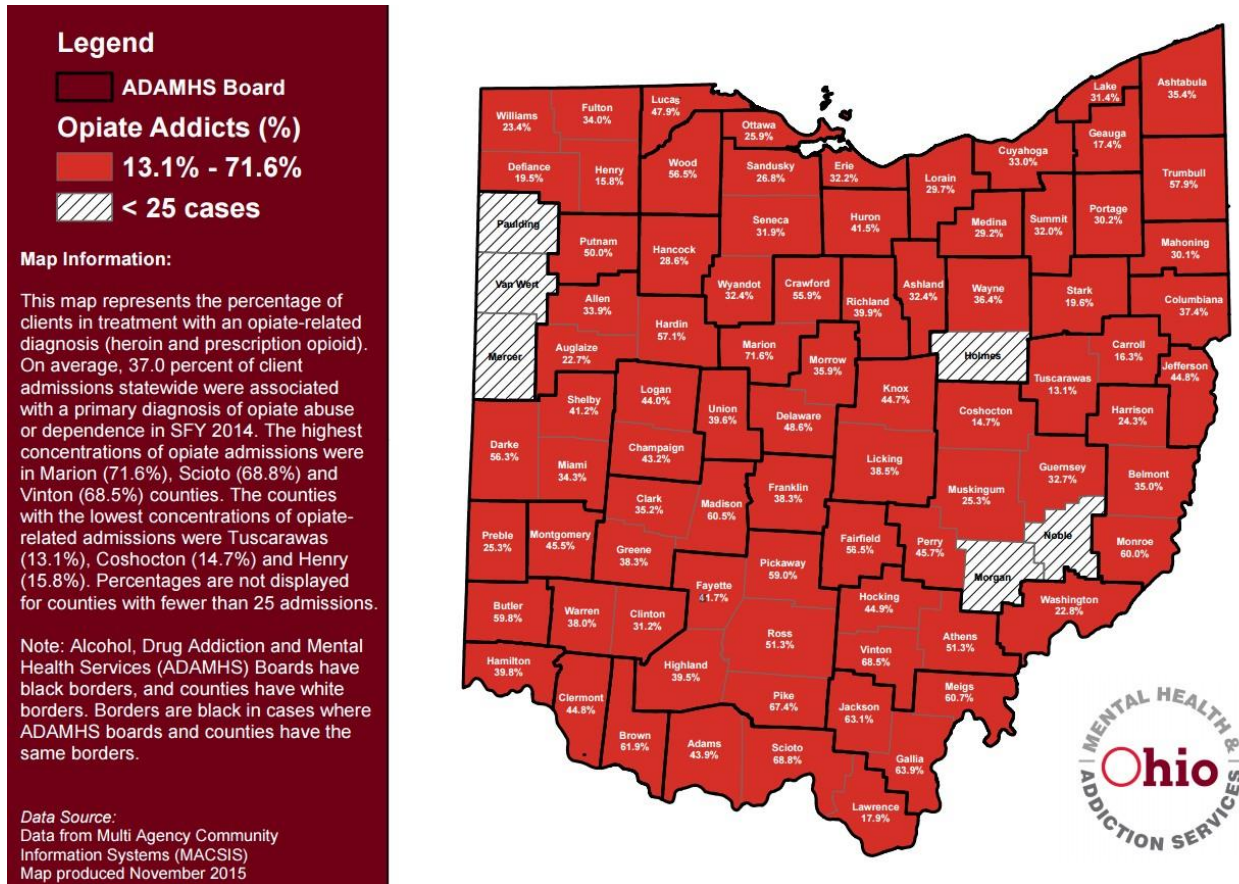 Legend
ADAMHS Board
Opiate Addicts (%)
13.1% - 71.6%
< 25 cases
Map Information:
This map represents the percentage of
clients in treatment with an opiate-related
diagnosis (heroin and prescription opioid).
On average, 37.0 percent of client
admissions statewide were associated
with a primary diagnosis of opiate abuse
or dependence in SFY 2014. The highest
concentrations of opiate admissions were
in Marion (71.6%), Scioto (68.8%) and
Vinton (68.5%) counties. The counties
with the lowest concentrations of opiate-
related admissions were Tuscarawas
(13.1%), Coshocton (14.7%) and Henry
(15.8%). Percentages are not displayed
for counties with fewer than 25 admissions.
Note: Alcohol, Drug Addiction and Mental
Health Services (ADAMHS) Boards have
black borders, and counties have white
borders. Borders are black in cases where
ADAMHS boards and counties have the
same borders.
Data Source:
Data from Multi Agency Community
Information Systems (MACSIS)
Map produced November 2015
Williams
23.4%
Fulton
34.0%
Lucas
47.9%
Ottawa
25.9%
Lake
31.4%
Ashtabula
35.4%
Geauga
17.4%
Cuyahoga
33.0%
Defiance
19.5%
Henry
15.8%
Wood
56.5%
Sandusky
26.8%
Erie
32.2%
Lorain
29.7%
Trumbull
57.9%
Paulding
Putnam
50.0%
Hancock
28.6%
Seneca
31.9%
Huron
41.5%
Medina
29.2%
Summit
32.0%
Portage
30.2%
Mahoning
30.1%
Van Wert
Allen
33.9%
Wyandot
32.4%
Crawford
55.9%
Richland
39.9%
Ashland
32.4%
Wayne
36.4%
Stark
19.6%
Columbiana
37.4%
Mercer
Auglaize
22.7%
Hardin
57.1%
Marion
71.6%
Morrow
35.9%
Holmes
Tuscarawas
13.1%
Carroll
16.3%
Jefferson
44.8%
Shelby
41.2%
Logan
44.0%
Union
39.6%
Delaware
48.6%
Knox
44.7%
Coshocton
14.7%
Harrison
24.3%
Darke
56.3%
Miami
34.3%
Champaign
43.2%
Licking
38.5%
Muskingum
25.3%
Guernsey
32.7%
Belmont
35.0%
Clark
35.2%
Madison
60.5%
Franklin
38.3%
Preble
25.3%
Montgomery
45.5%
Greene
38.3%
Fayette
41.7%
Pickaway
59.0%
Fairfield
56.5%
Perry
45.7%
Morgan
Noble
Monroe
60.0%
Butler
59.8%
Warren
38.0%
Clinton
31.2%
Ross
51.3%
Hocking
44.9%
Athens
51.3%
Washington
22.8%
Hamilton
39.8%
Clermont
44.8%
Highland
39.5%
Vinton
68.5%
Pike
67.4%
Jackson
63.1%
Meigs
60.7%
Brown
61.9%
Adams
43.9%
Scioto
68.8%
Gallia
63.9%
Lawrence
17.9%
MENTAL HEALTH &
Ohio
ADDICTION SERVICES